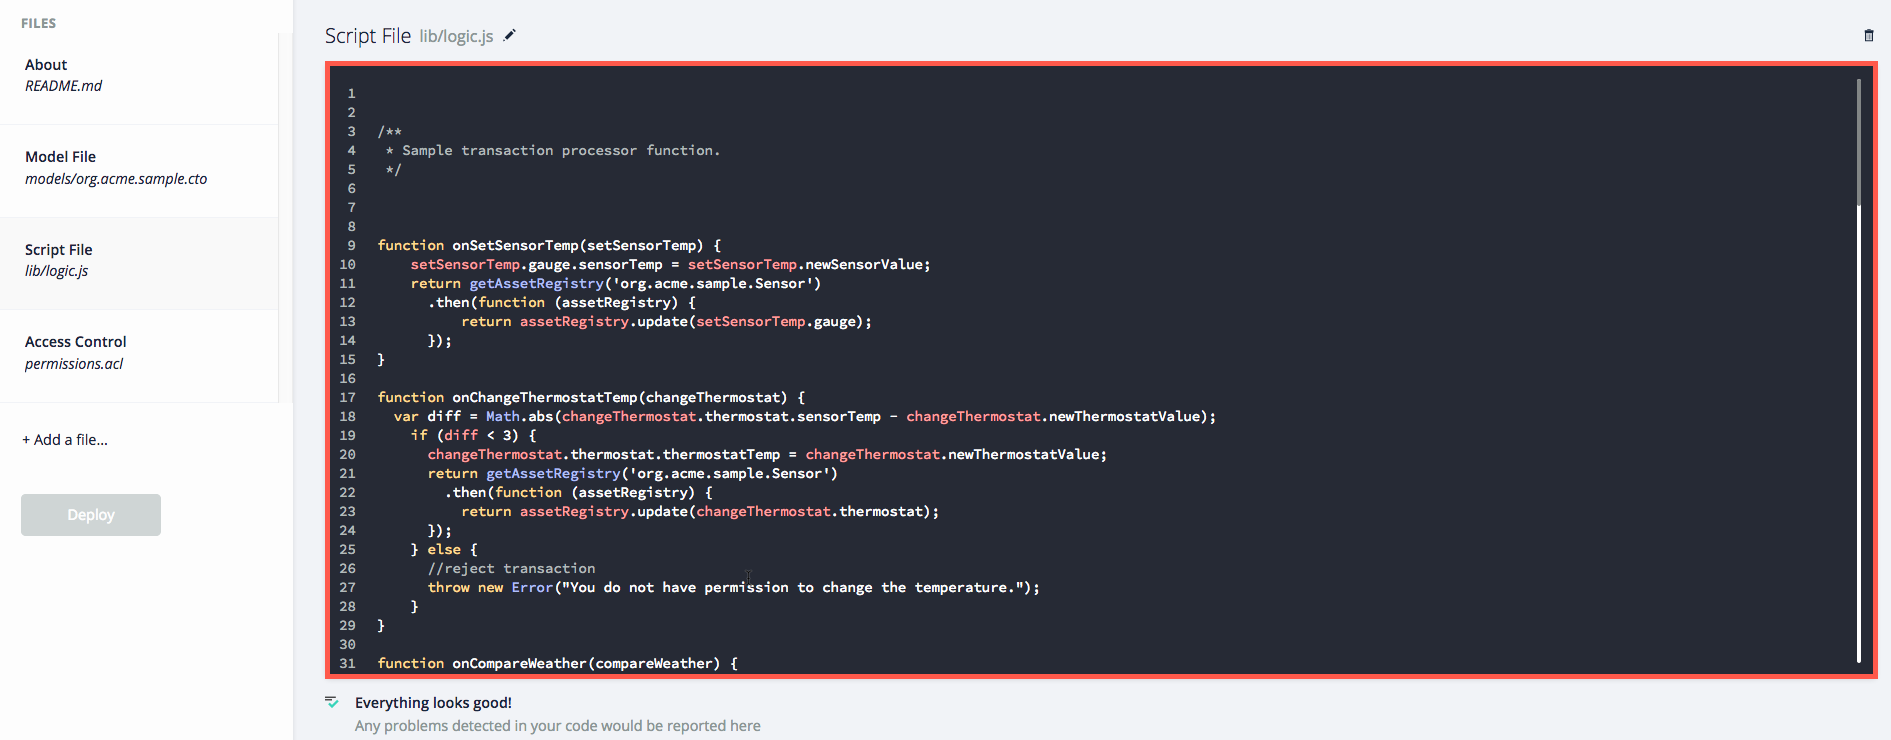 FILES
About
README.md
Model File
models/org.acme.sample.cto
Script File
lib/logic.js
Access Control
permissions.acl
+ Add a file...
Deploy
Script File lib/logic.js
1
2
3 /**
4  * Sample transaction processor function.
5  */
6
7
8
9 function onSetSensorTemp(setSensorTemp) {
10     setSensorTemp.gauge.sensorTemp = setSensorTemp.newSensorValue;
11     return getAssetRegistry('org.acme.sample.Sensor')
12       .then(function (assetRegistry) {
13           return assetRegistry.update(setSensorTemp.gauge);
14       });
15 }
16
17 function onChangeThermostatTemp(changeThermostat) {
18   var diff = Math.abs(changeThermostat.thermostat.sensorTemp - changeThermostat.newThermostatValue);
19     if (diff < 3) {
20       changeThermostat.thermostat.thermostatTemp = changeThermostat.newThermostatValue;
21       return getAssetRegistry('org.acme.sample.Sensor')
22         .then(function (assetRegistry) {
23           return assetRegistry.update(changeThermostat.thermostat);
24       });
25     } else {
26       //reject transaction
27       throw new Error("You do not have permission to change the temperature.");
28     }
29 }
30
31 function onCompareWeather(compareWeather) {
Everything looks good!
Any problems detected in your code would be reported here